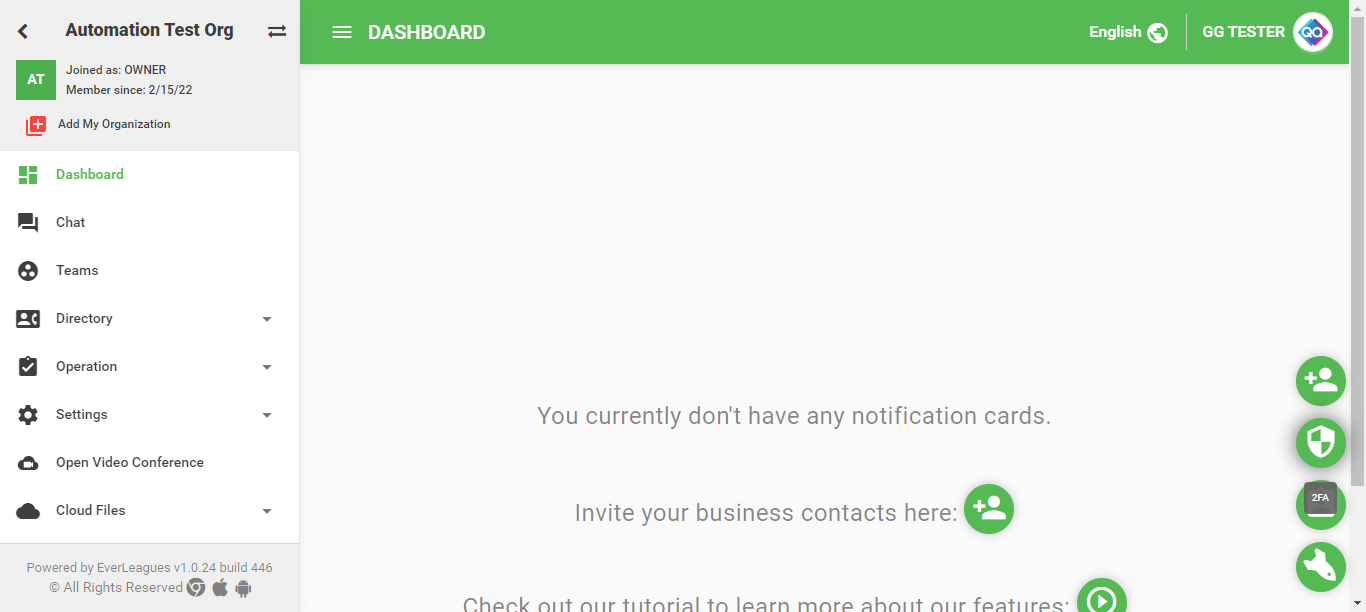 Automation Test Org
AT
Joined as: OWNER
Member since: 2/15/22
Add My Organization
Dashboard
Chat
Teams
Directory
Operation
Settings
Open Video Conference
Cloud Files
Powered by EverLeagues v1.0.24 build 446
© All Rights Reserved
DASHBOARD
English
GG TESTER
QA
You currently don't have any notification cards.
Invite your business contacts here:
Check out our tutorial to learn more about our features:
2FA